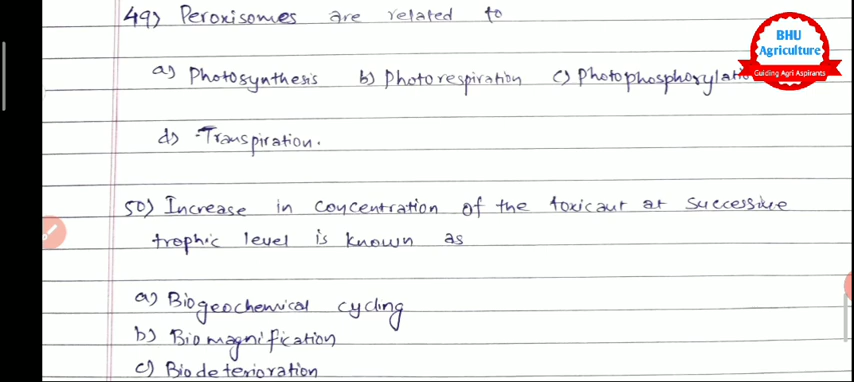 49) Peroxisomes are related to
BHU
Agriculture
Guiding Agri Aspirants
a) Photosynthesis b) Photorespiration c) Photophosphorylatio
d) Transpiration.
50) Increase in concentration of the toxicant at successive
trophic level is known as
a) Biogeochemical cycling
b) Biomagnification
c) Biodeterioration